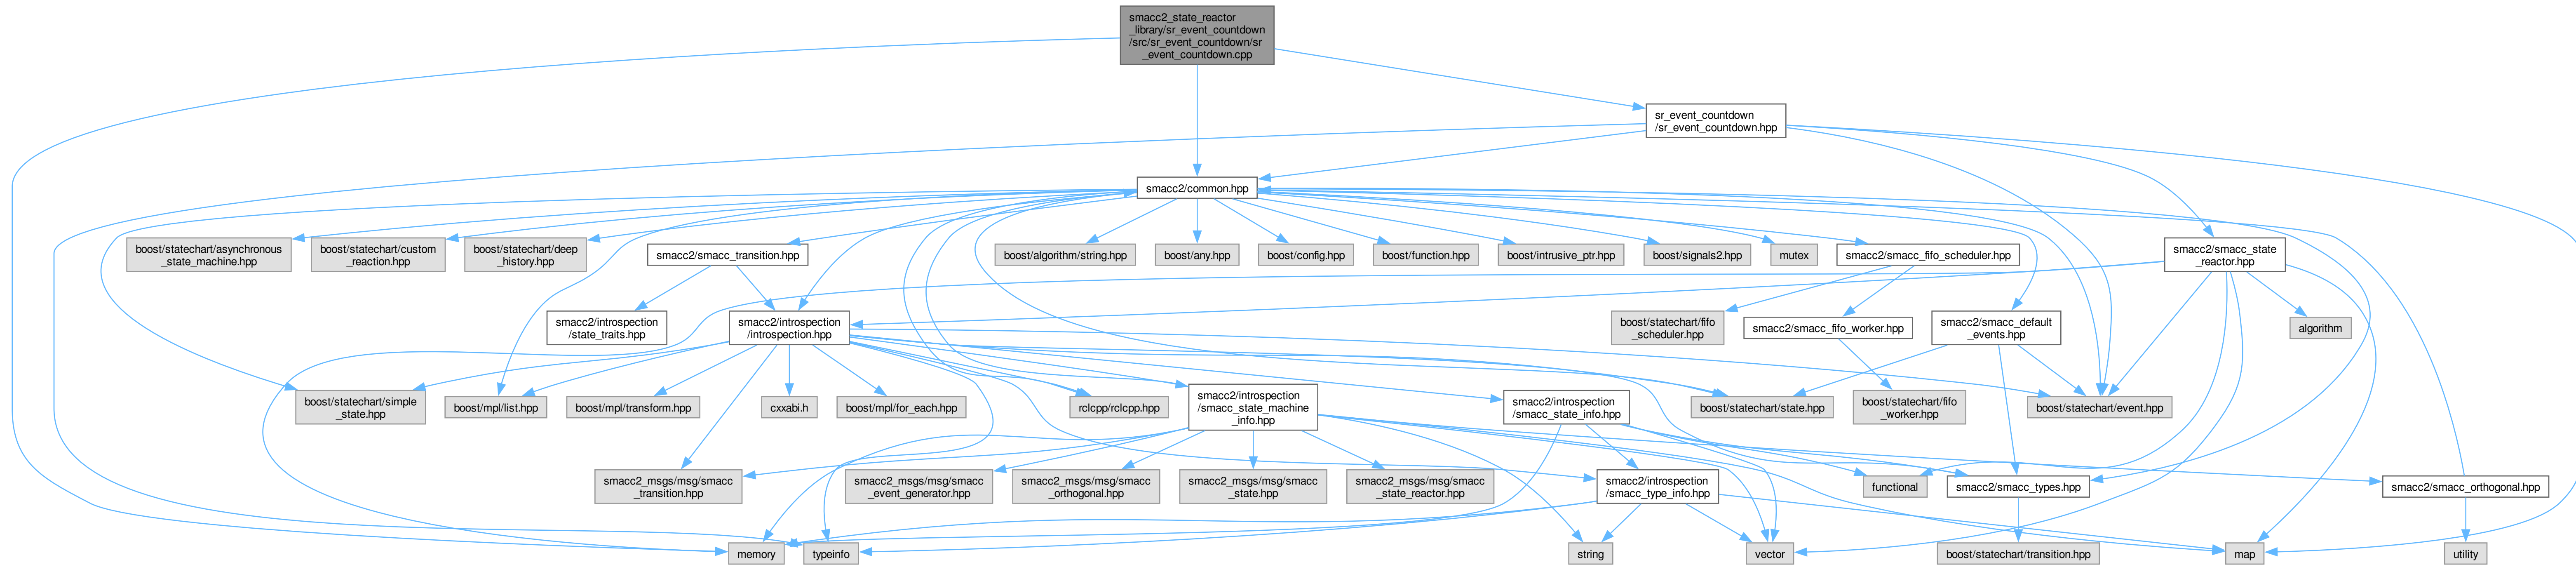 smacc2_state_reactor
_library/sr_event_countdown
/src/sr_event_countdown/sr
_event_countdown.cpp
sr_event_countdown
/sr_event_countdown.hpp
smacc2/common.hpp
boost/statechart/asynchronous
_state_machine.hpp
boost/statechart/custom
_reaction.hpp
boost/statechart/deep
_history.hpp
smacc2/smacc_transition.hpp
boost/algorithm/string.hpp
boost/any.hpp
boost/config.hpp
boost/function.hpp
boost/intrusive_ptr.hpp
boost/signals2.hpp
mutex
smacc2/smacc_fifo_scheduler.hpp
smacc2/smacc_state
_reactor.hpp
smacc2/introspection
/state_traits.hpp
smacc2/introspection
/introspection.hpp
boost/statechart/fifo
_scheduler.hpp
smacc2/smacc_fifo_worker.hpp
smacc2/smacc_default
_events.hpp
algorithm
boost/statechart/simple
_state.hpp
boost/mpl/list.hpp
boost/mpl/transform.hpp
cxxabi.h
boost/mpl/for_each.hpp
rclcpp/rclcpp.hpp
smacc2/introspection
/smacc_state_machine
_info.hpp
smacc2/introspection
/smacc_state_info.hpp
boost/statechart/state.hpp
boost/statechart/fifo
_worker.hpp
boost/statechart/event.hpp
smacc2_msgs/msg/smacc
_transition.hpp
smacc2_msgs/msg/smacc
_event_generator.hpp
smacc2_msgs/msg/smacc
_orthogonal.hpp
smacc2_msgs/msg/smacc
_state.hpp
smacc2_msgs/msg/smacc
_state_reactor.hpp
smacc2/introspection
/smacc_type_info.hpp
functional
smacc2/smacc_types.hpp
smacc2/smacc_orthogonal.hpp
memory
typeinfo
string
vector
boost/statechart/transition.hpp
map
utility